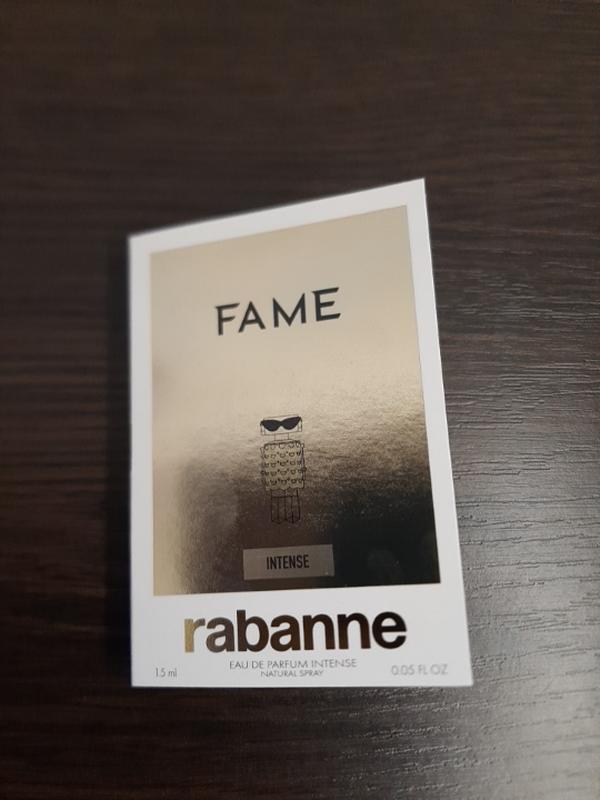 FAME
INTENSE
rabanne
EAU DE PARFUM INTENSE
NATURAL SPRAY
1.5 ml
0.05 FL OZ